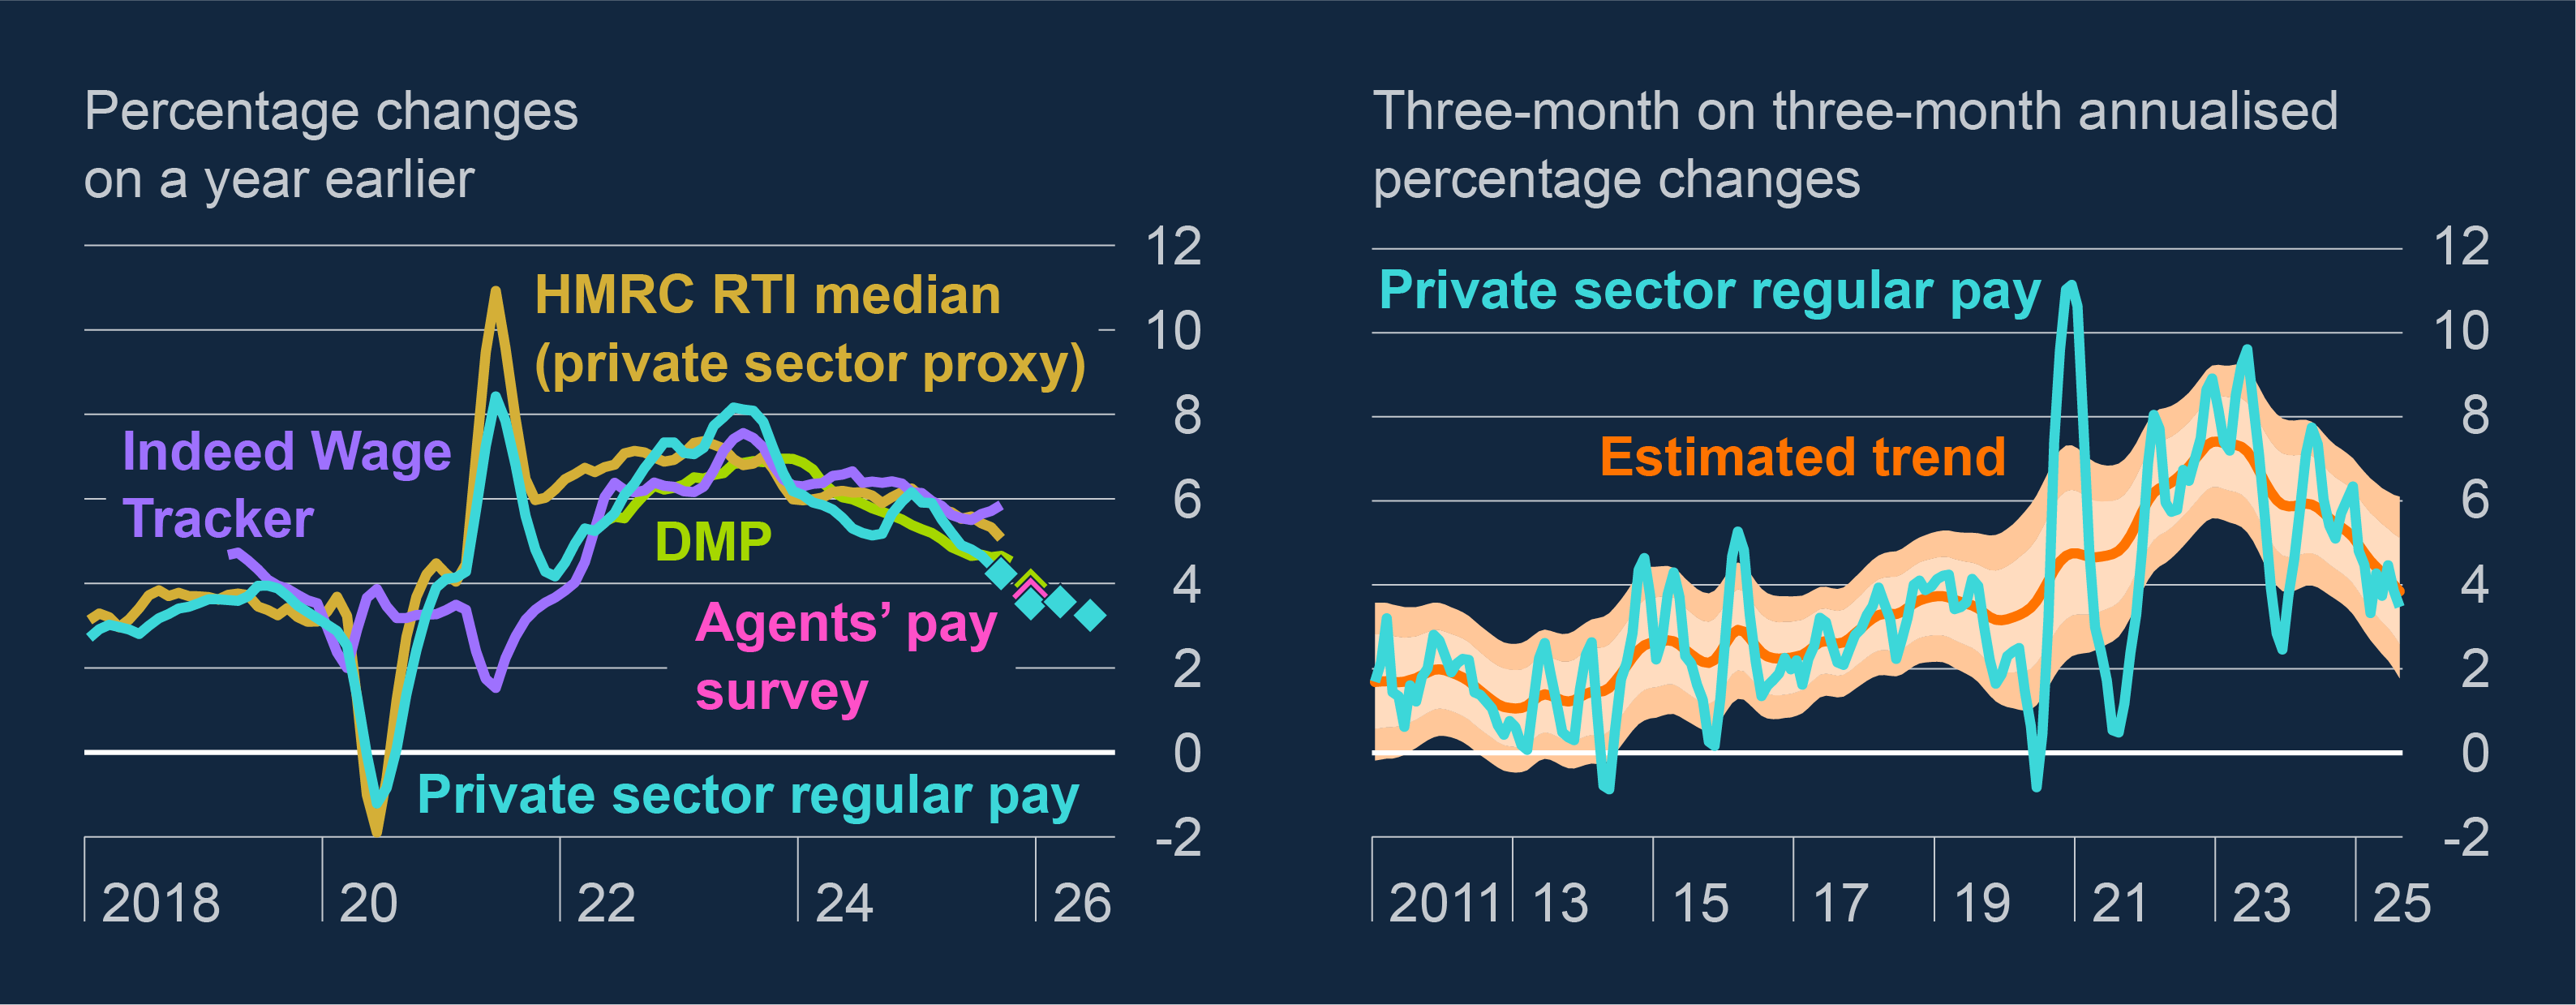 Percentage changes
on a year earlier
12
10
8
6
4
2
0
-2
HMRC RTI median
(private sector proxy)
Indeed Wage
Tracker
DMP
Agents’ pay
survey
Private sector regular pay
2018
20
22
24
26
Three-month on three-month annualised
percentage changes
12
10
8
6
4
2
0
-2
Private sector regular pay
Estimated trend
2011
13
15
17
19
21
23
25